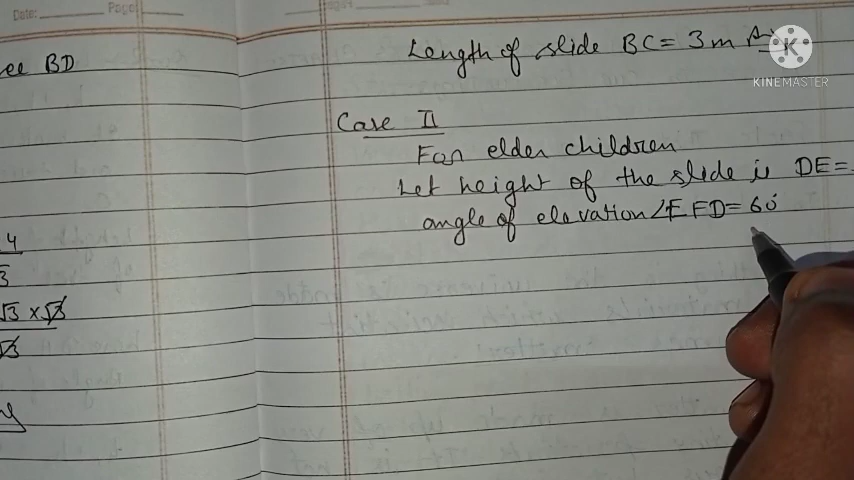 Date: Page
ee BD
4
3
√3 × √3
√3
Length of slide BC = 3 m
K
KINEMASTER
Case II
For elder children
Let height of the slide is DE =
angle of elevation ∠EFD = 60°